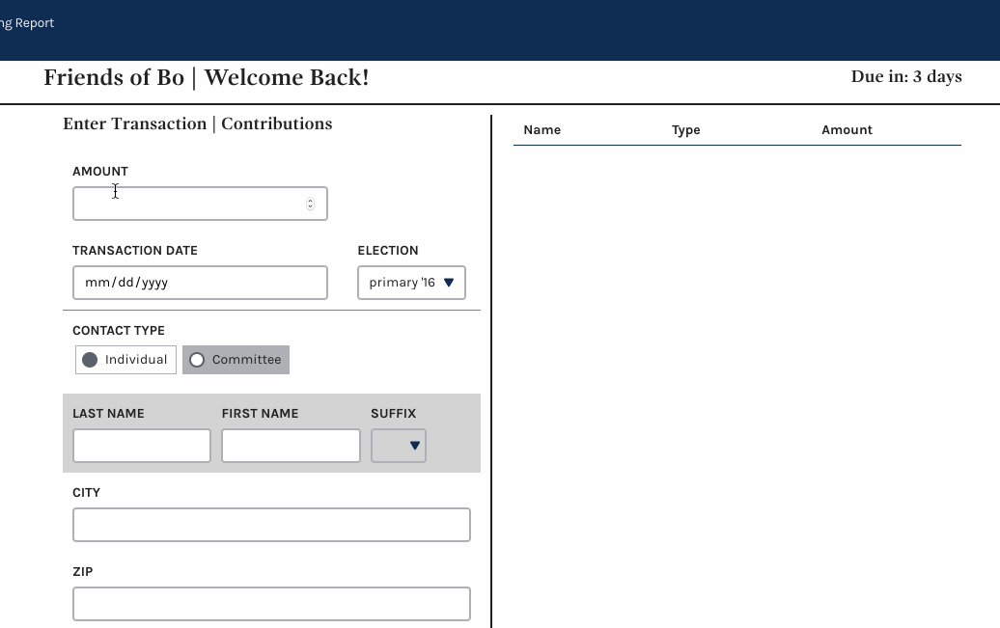 ng Report
Friends of Bo | Welcome Back!
Due in: 3 days
Enter Transaction | Contributions
Name Type Amount
AMOUNT
TRANSACTION DATE ELECTION
mm/dd/yyyy primary '16
CONTACT TYPE
Individual Committee
LAST NAME FIRST NAME SUFFIX
CITY
ZIP